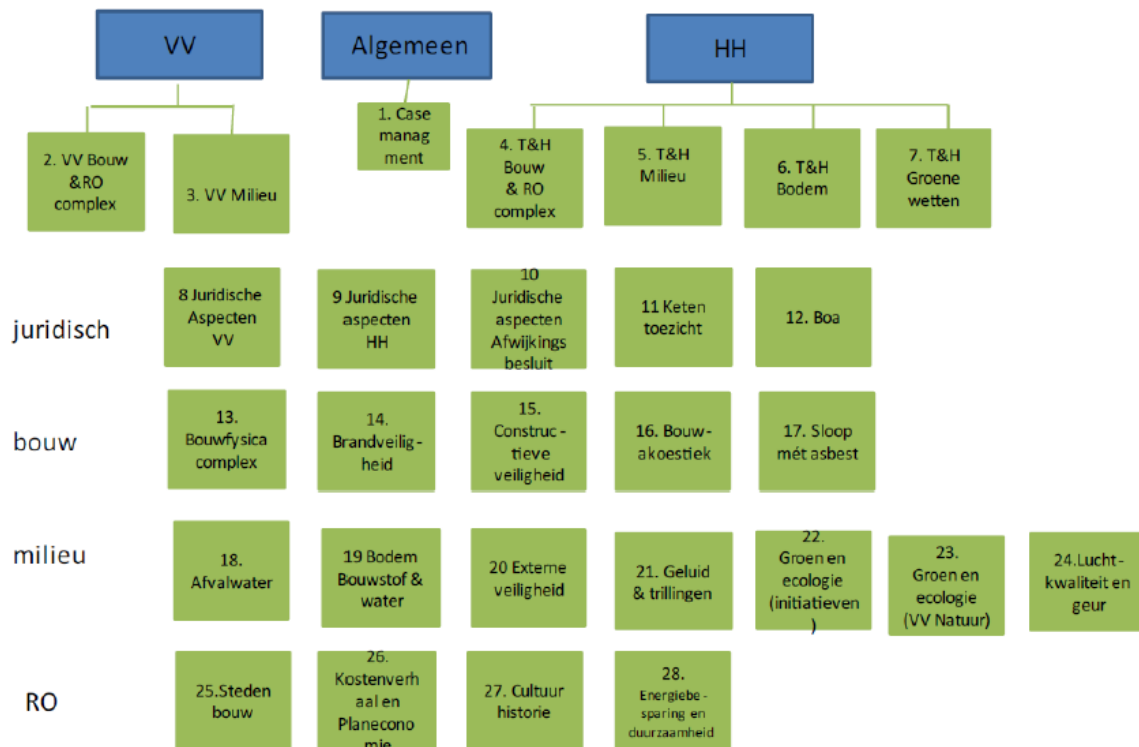 VV
Algemeen
HH
1. Case
manag
ment
2. VV Bouw
&RO
complex
3. VV Milieu
4. T&H
Bouw
& RO
complex
5. T&H
Milieu
6. T&H
Bodem
7. T&H
Groene
wetten
juridisch
8 Juridische
Aspecten
VV
9 Juridische
aspecten
HH
10
Juridische
aspecten
Afwijkings
besluit
11 Keten
toezicht
12. Boa
bouw
13.
Bouwfysica
complex
14.
Brandveilig-
heid
15.
Construc-
tieve
veiligheid
16. Bouw-
akoestiek
17. Sloop
mét asbest
milieu
18.
Afvalwater
19 Bodem
Bouwstof &
water
20 Externe
veiligheid
21. Geluid
& trillingen
22.
Groen en
ecologie
(initiatieven
)
23.
Groen en
ecologie
(VV Natuur)
24.Lucht-
kwaliteit en
geur
RO
25.Steden
bouw
26.
Kostenverh
aal en
Planecono
mie
27. Cultuur
historie
28.
Energiebe-
sparing en
duurzaamheid